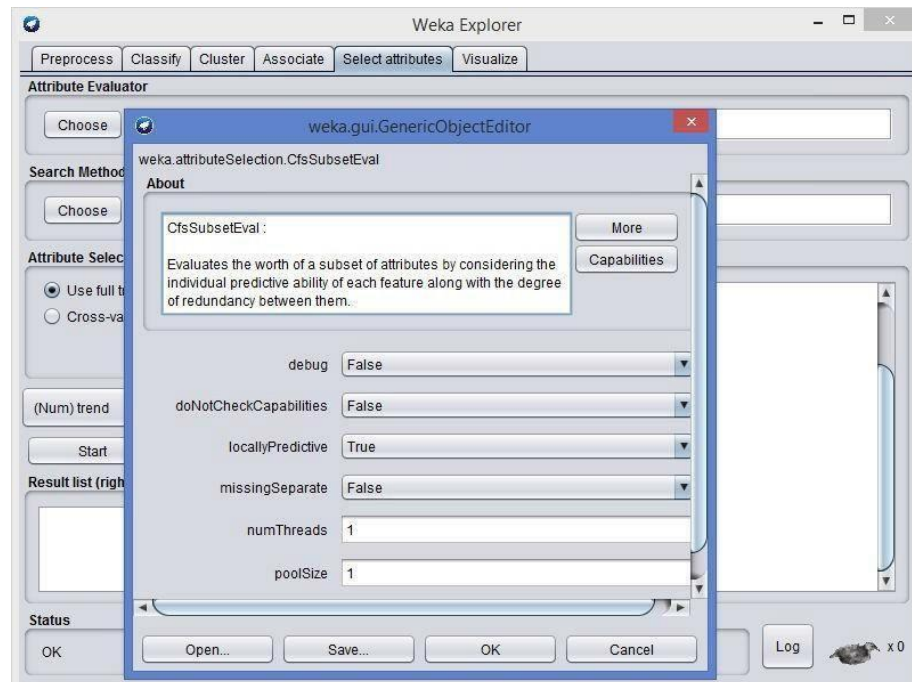 Weka Explorer
Preprocess Classify Cluster Associate Select attributes Visualize
Attribute Evaluator
Choose
weka.gui.GenericObjectEditor
weka.attributeSelection.CfsSubsetEval
About
CfsSubsetEval :
Evaluates the worth of a subset of attributes by considering the
individual predictive ability of each feature along with the degree
of redundancy between them.
More
Capabilities
debug False
doNotCheckCapabilities False
locallyPredictive True
missingSeparate False
numThreads 1
poolSize 1
Open... Save... OK Cancel
Search Method
Choose
Attribute Selec
Use full t
Cross-va
(Num) trend
Start
Result list (righ
Status
OK
Log
x 0